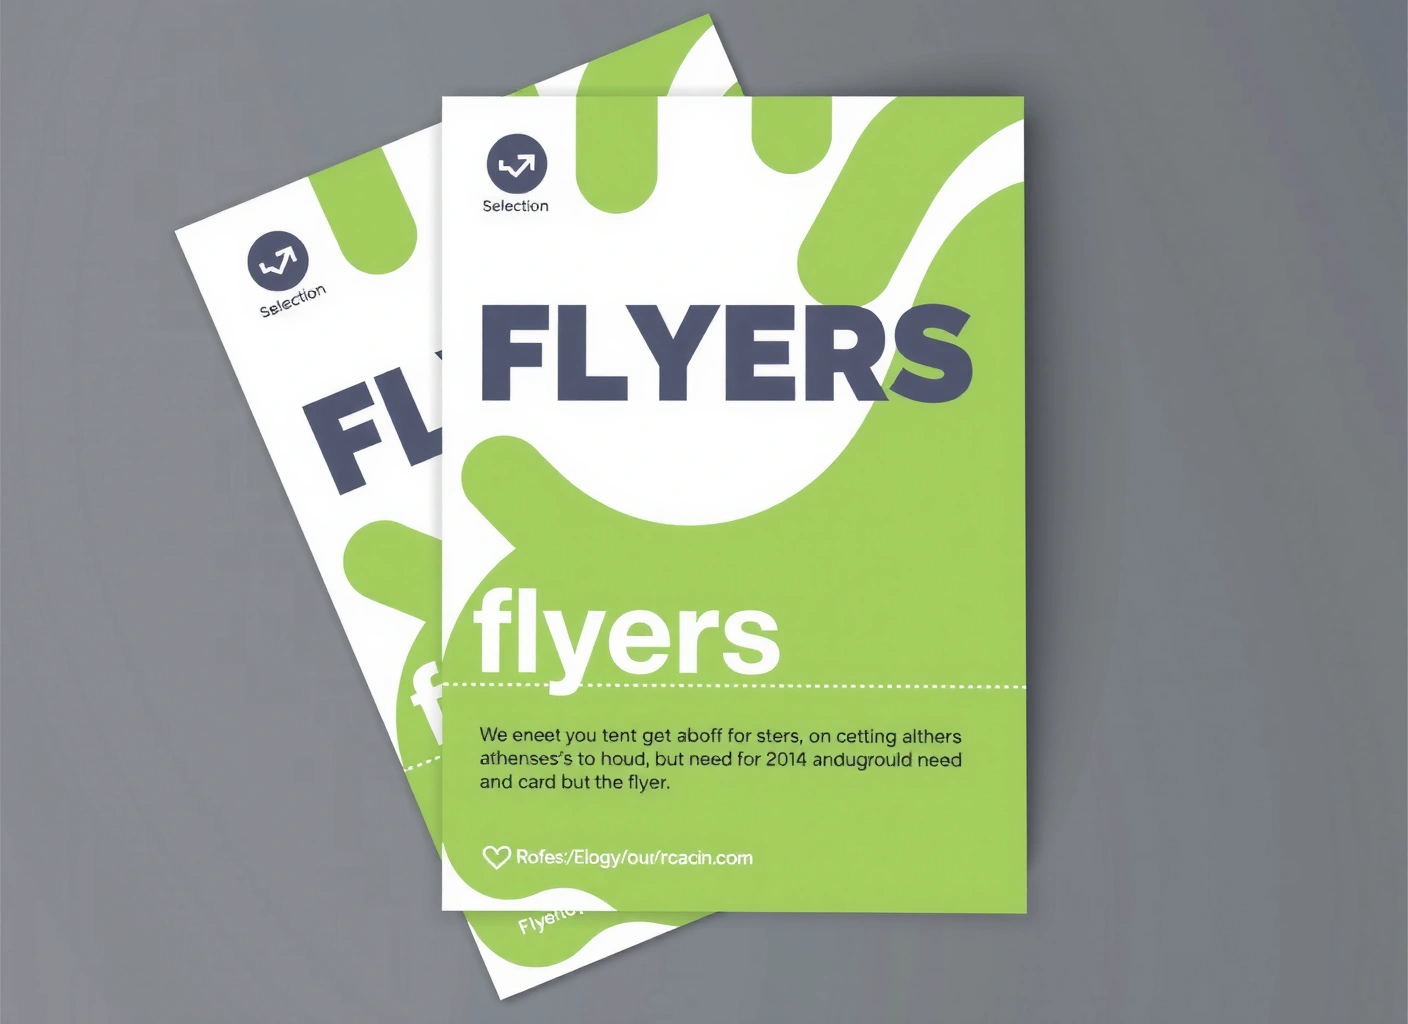 Selection
FLYERS
flyers
We eneet you tent get aboff for sters, on cetting althers
athenses's to houd, but need for 2014 andugrould need
and card but the flyer.
Rofes:/Elogy/our/rcacin.com
Selection
FL
f
Flyer